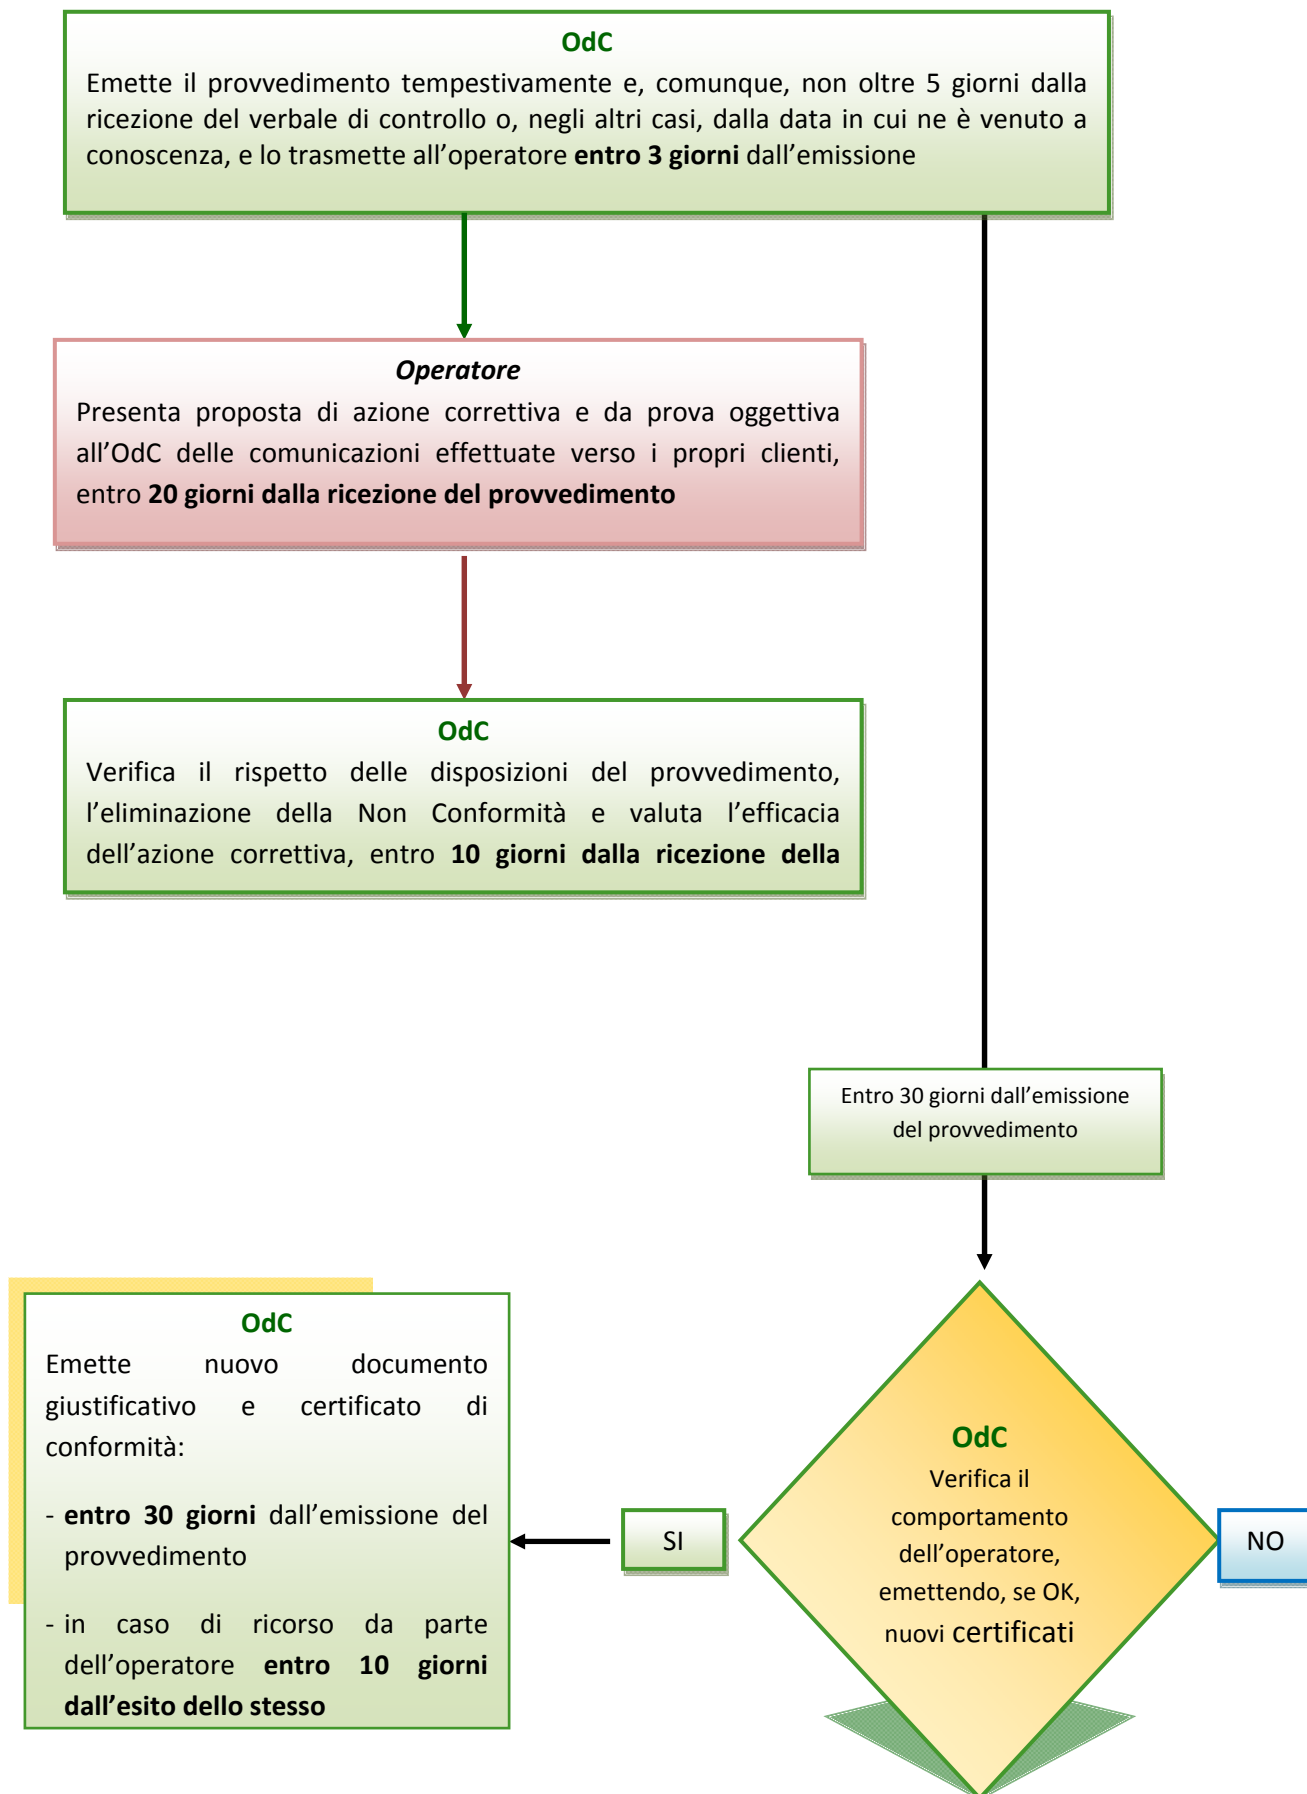 OdC
Emette il provvedimento tempestivamente e, comunque, non oltre 5 giorni dalla
ricezione del verbale di controllo o, negli altri casi, dalla data in cui ne è venuto a
conoscenza, e lo trasmette all’operatore entro 3 giorni dall’emissione
Operatore
Presenta proposta di azione correttiva e da prova oggettiva
all’OdC delle comunicazioni effettuate verso i propri clienti,
entro 20 giorni dalla ricezione del provvedimento
OdC
Verifica il rispetto delle disposizioni del provvedimento,
l’eliminazione della Non Conformità e valuta l’efficacia
dell’azione correttiva, entro 10 giorni dalla ricezione della
Entro 30 giorni dall’emissione
del provvedimento
OdC
Emette nuovo documento
giustificativo e certificato di
conformità:
- entro 30 giorni dall’emissione del
provvedimento
- in caso di ricorso da parte
dell’operatore entro 10 giorni
dall’esito dello stesso
SI
OdC
Verifica il
comportamento
dell’operatore,
emettendo, se OK,
nuovi certificati
NO